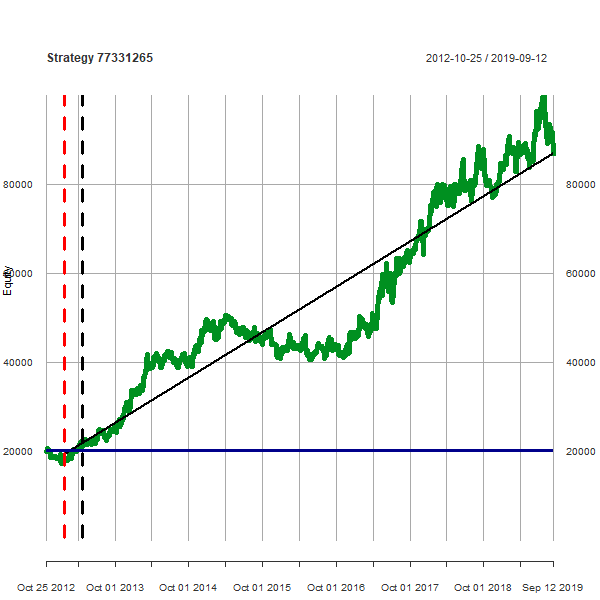 Strategy 77331265
2012-10-25 / 2019-09-12
80000 80000
Equity
60000 60000
40000 40000
20000 20000
Oct 25 2012 Oct 01 2013 Oct 01 2014 Oct 01 2015 Oct 01 2016 Oct 01 2017 Oct 01 2018 Sep 12 2019